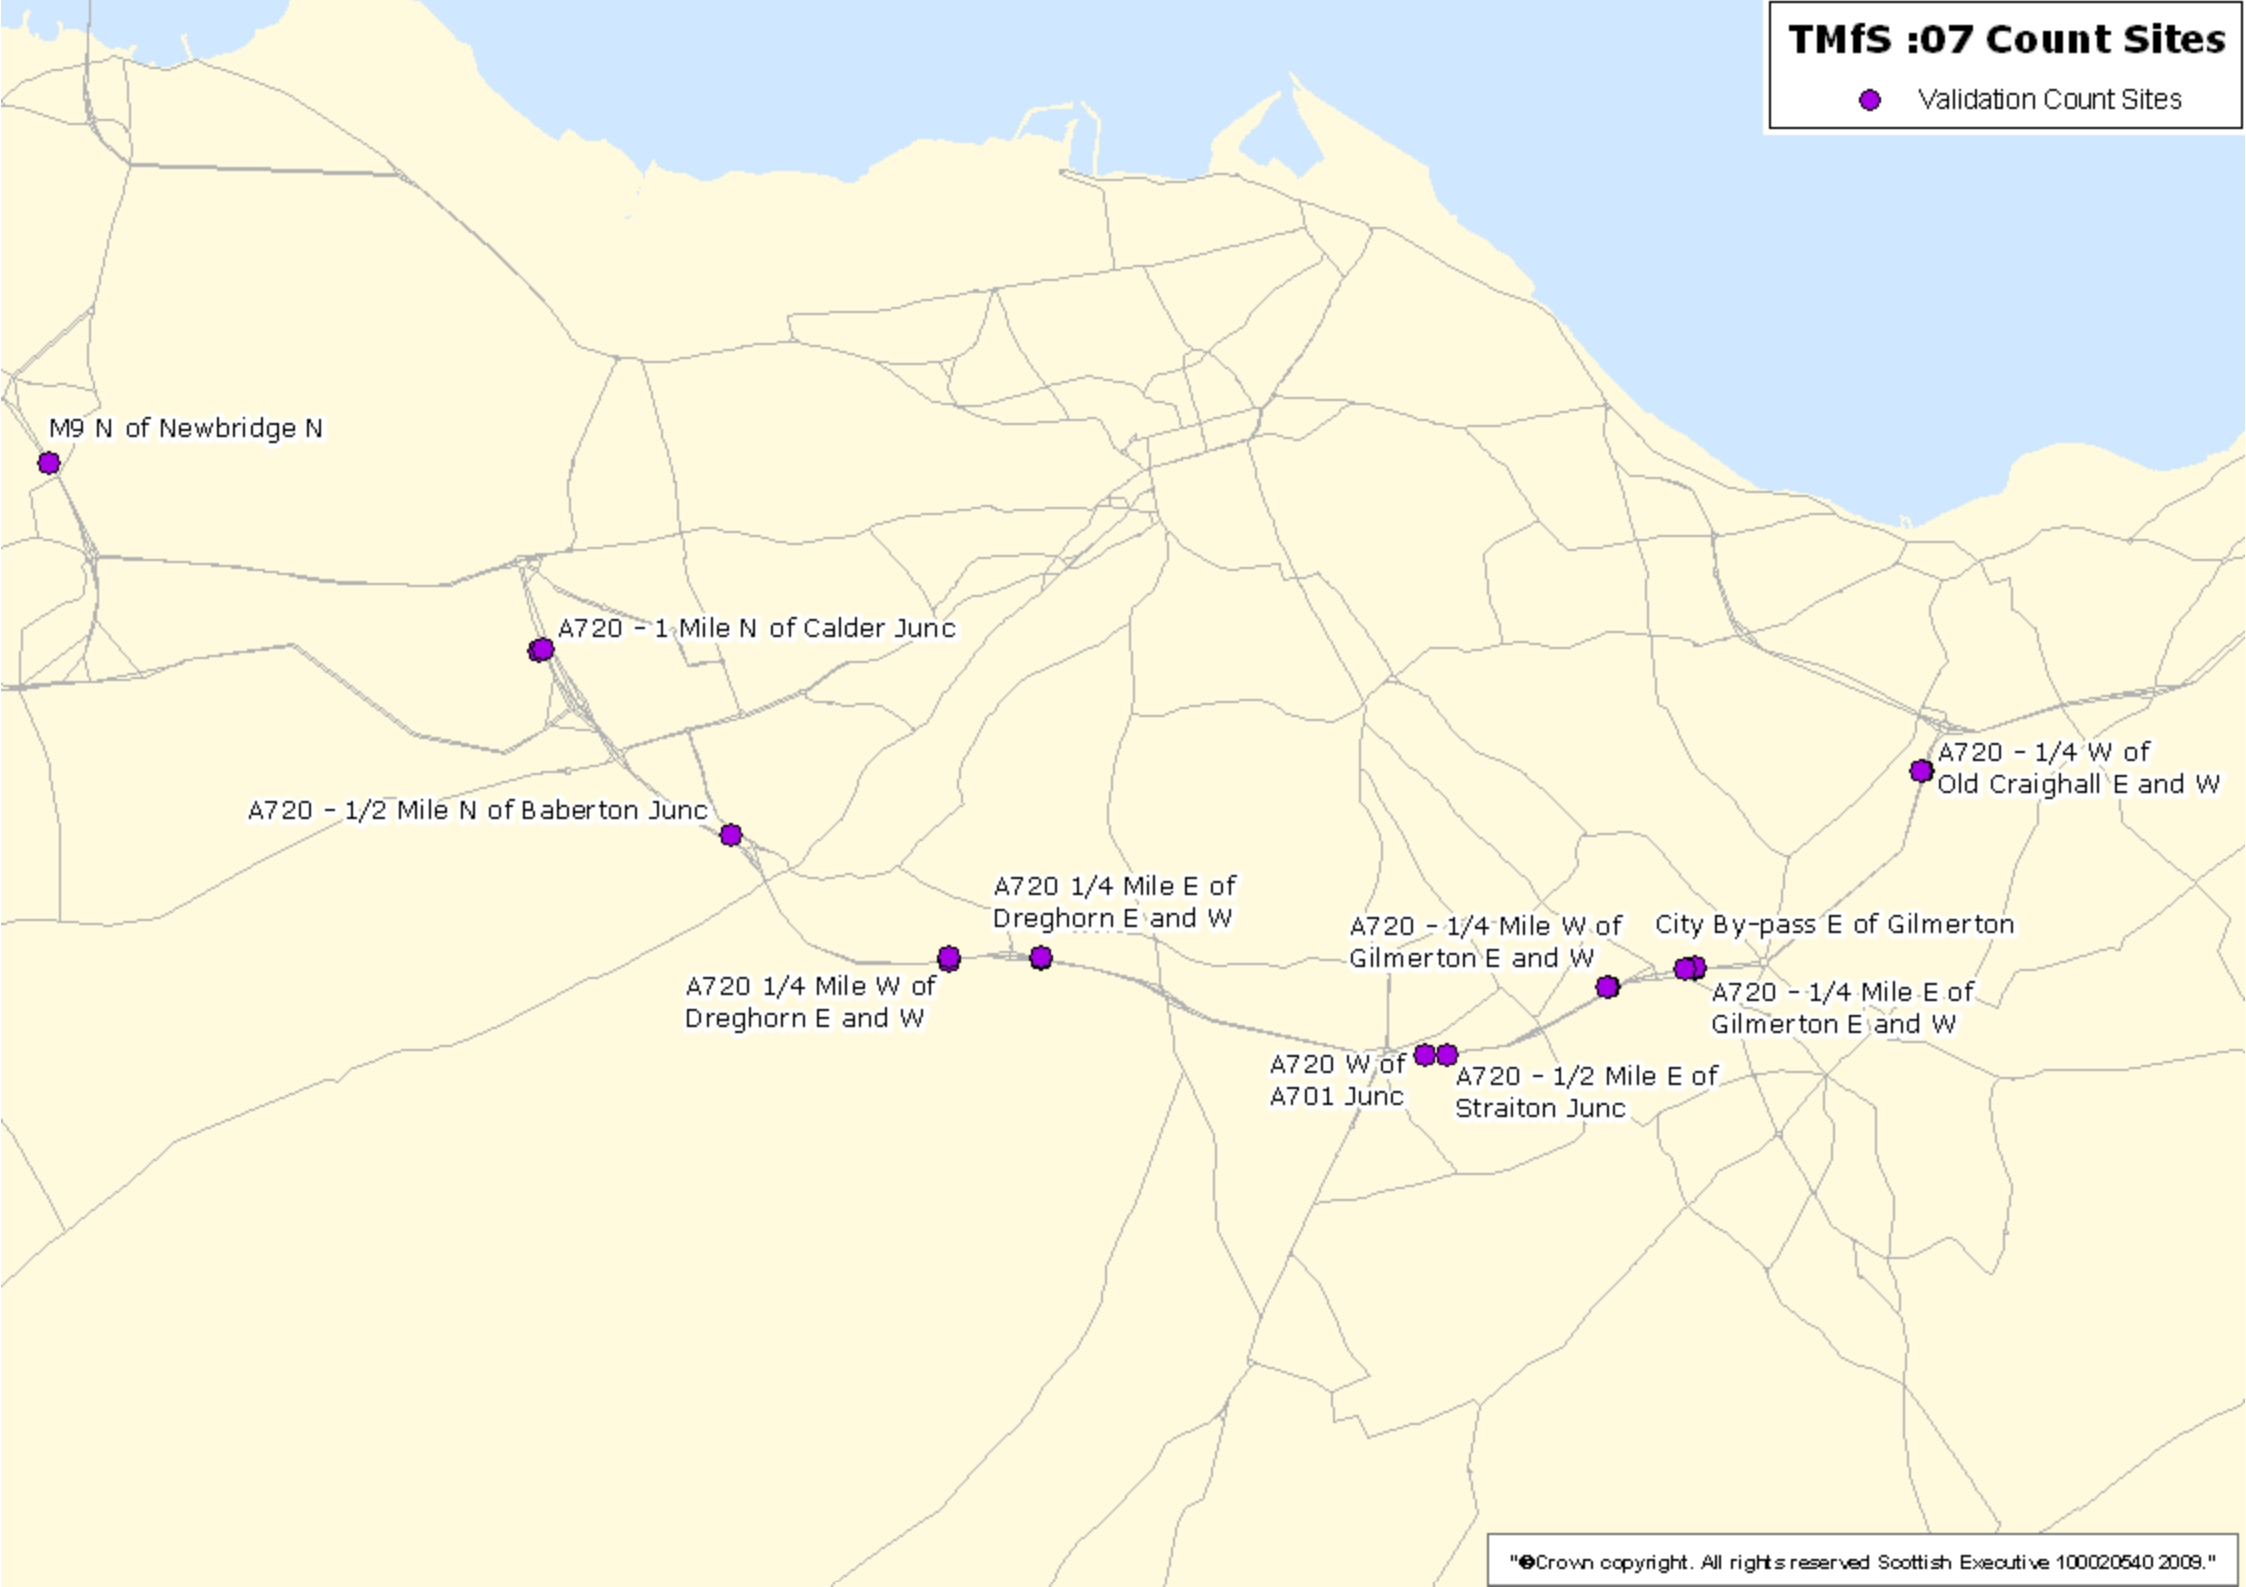 TMfS :07 Count Sites
Validation Count Sites
M9 N of Newbridge N
A720 - 1 Mile N of Calder Junc
A720 - 1/2 Mile N of Baberton Junc
A720 - 1/4 W of
Old Craighall E and W
A720 1/4 Mile E of
Dreghorn E and W
A720 - 1/4 Mile W of
Gilmerton E and W
City By-pass E of Gilmerton
A720 1/4 Mile W of
Dreghorn E and W
A720 - 1/4 Mile E of
Gilmerton E and W
A720 W of
A701 Junc
A720 - 1/2 Mile E of
Straiton Junc
"©Crown copyright. All rights reserved Scottish Executive 100020540 2009."